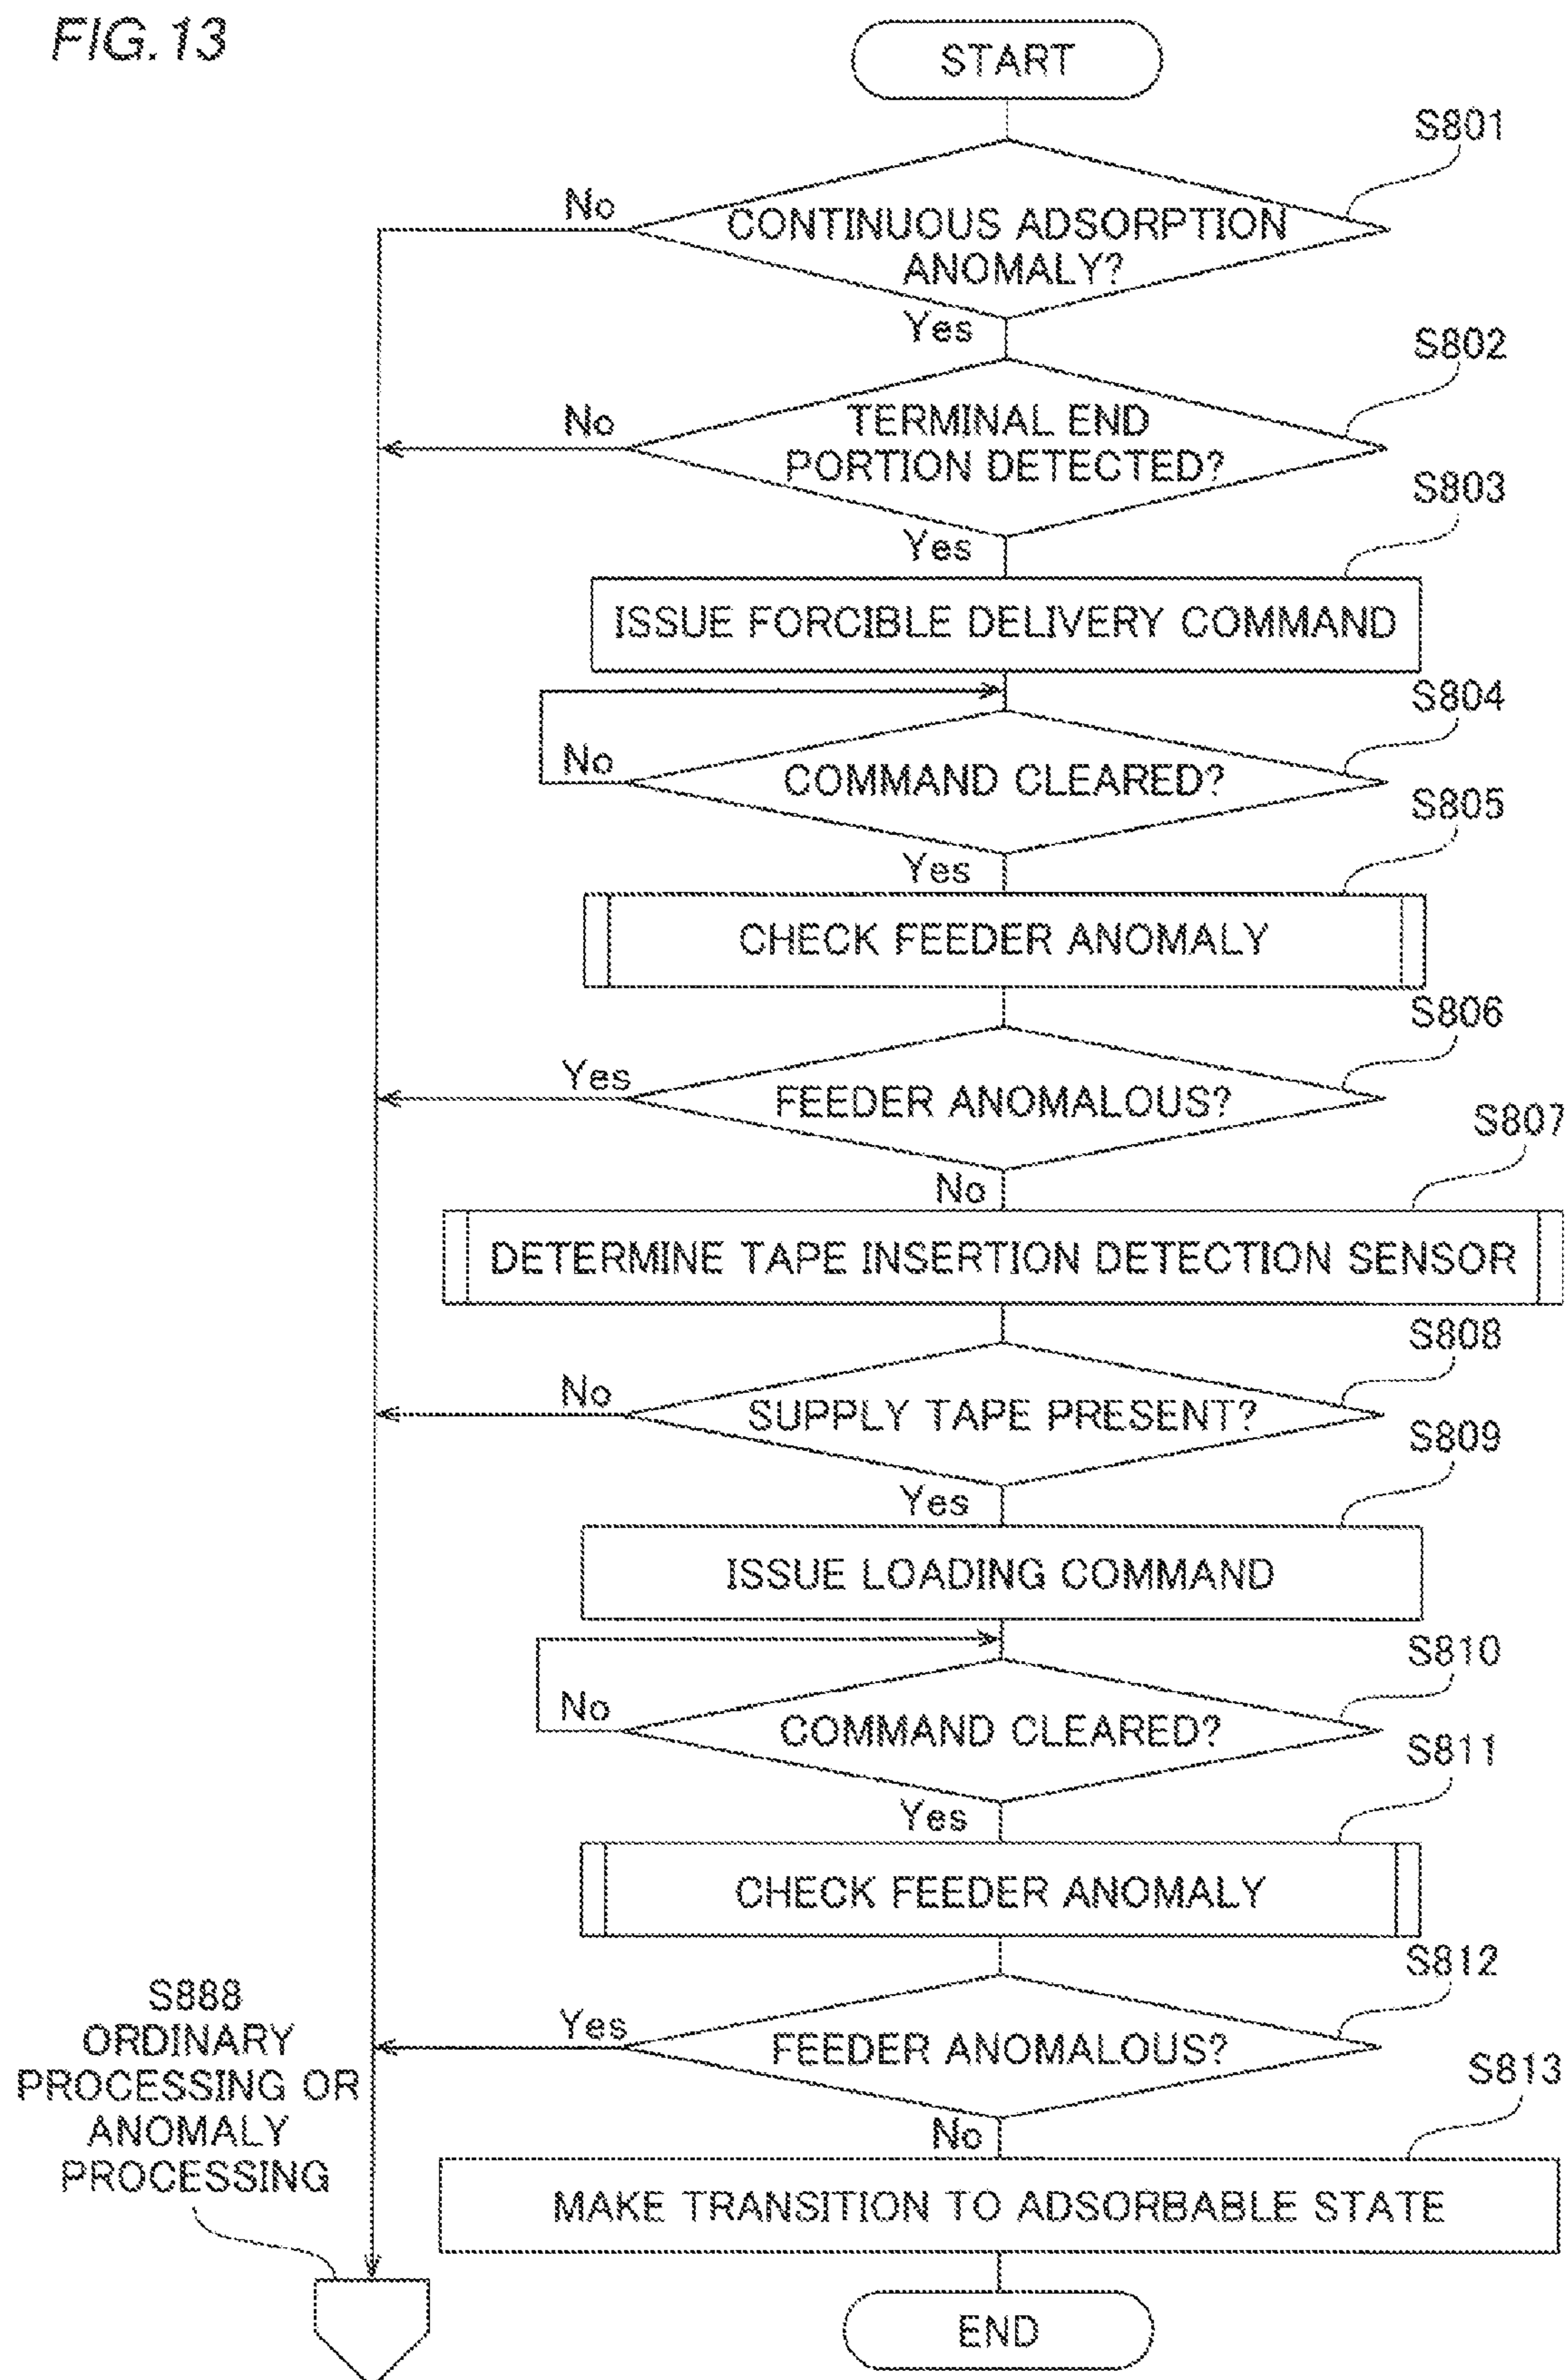 FIG. 13
START
S801
No
CONTINUOUS ADSORPTION
ANOMALY?
Yes
S802
No
TERMINAL END
PORTION DETECTED?
S803
Yes
ISSUE FORCIBLE DELIVERY COMMAND
S804
No
COMMAND CLEARED?
S805
Yes
CHECK FEEDER ANOMALY
S806
Yes
FEEDER ANOMALOUS?
S807
No
DETERMINE TAPE INSERTION DETECTION SENSOR
S808
No
SUPPLY TAPE PRESENT?
S809
Yes
ISSUE LOADING COMMAND
S810
No
COMMAND CLEARED?
S811
Yes
CHECK FEEDER ANOMALY
S812
Yes
FEEDER ANOMALOUS?
S813
No
MAKE TRANSITION TO ADSORBABLE STATE
END
S888
ORDINARY
PROCESSING OR
ANOMALY
PROCESSING